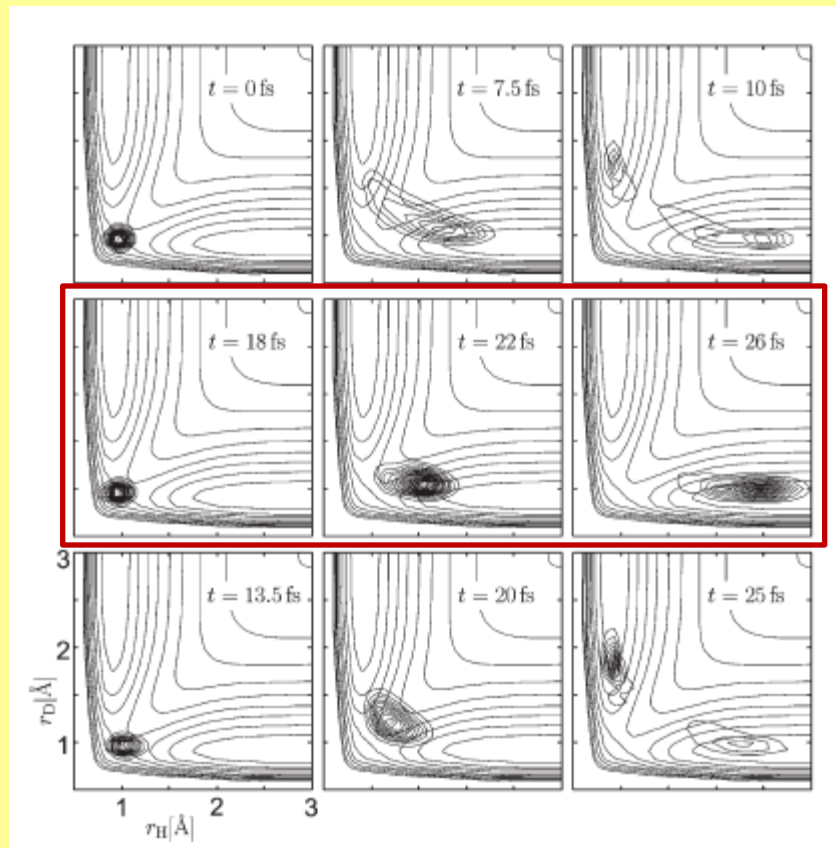 t = 0 fs
t = 7.5 fs
t = 10 fs
t = 18 fs
t = 22 fs
t = 26 fs
3
t = 13.5 fs
t = 20 fs
t = 25 fs
2
r_D[Å]
1
1 2 3
r_H[Å]